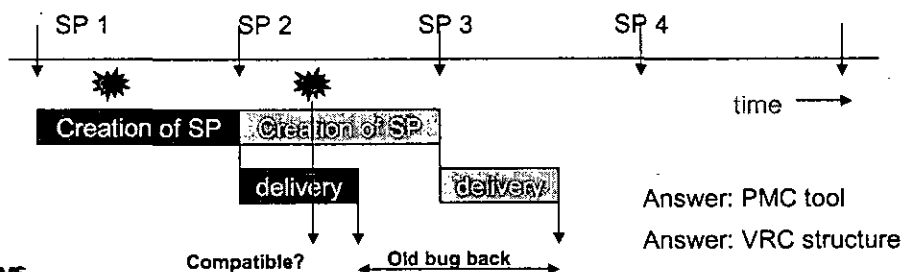 SP 1 SP 2 SP 3 SP 4
time
Creation of SP Creation of SP
delivery delivery
Answer: PMC tool
Answer: VRC structure
Compatible? Old bug back